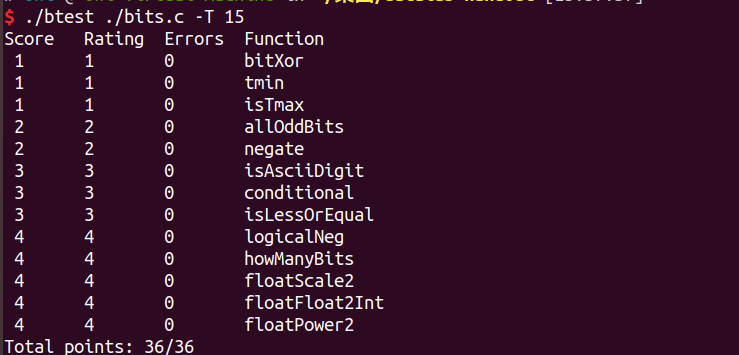 $ ./btest ./bits.c -T 15
Score Rating Errors Function
1 1 0 bitXor
1 1 0 tmin
1 1 0 isTmax
2 2 0 allOddBits
2 2 0 negate
3 3 0 isAsciiDigit
3 3 0 conditional
3 3 0 isLessOrEqual
4 4 0 logicalNeg
4 4 0 howManyBits
4 4 0 floatScale2
4 4 0 floatFloat2Int
4 4 0 floatPower2
Total points: 36/36